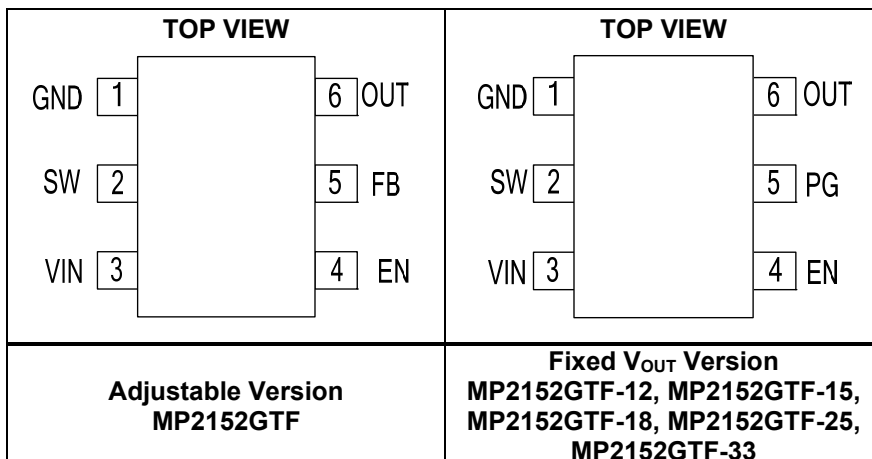 TOP VIEW
GND 1
6 OUT
SW 2
5 FB
VIN 3
4 EN
Adjustable Version
MP2152GTF
TOP VIEW
GND 1
6 OUT
SW 2
5 PG
VIN 3
4 EN
Fixed VOUT Version
MP2152GTF-12, MP2152GTF-15,
MP2152GTF-18, MP2152GTF-25,
MP2152GTF-33